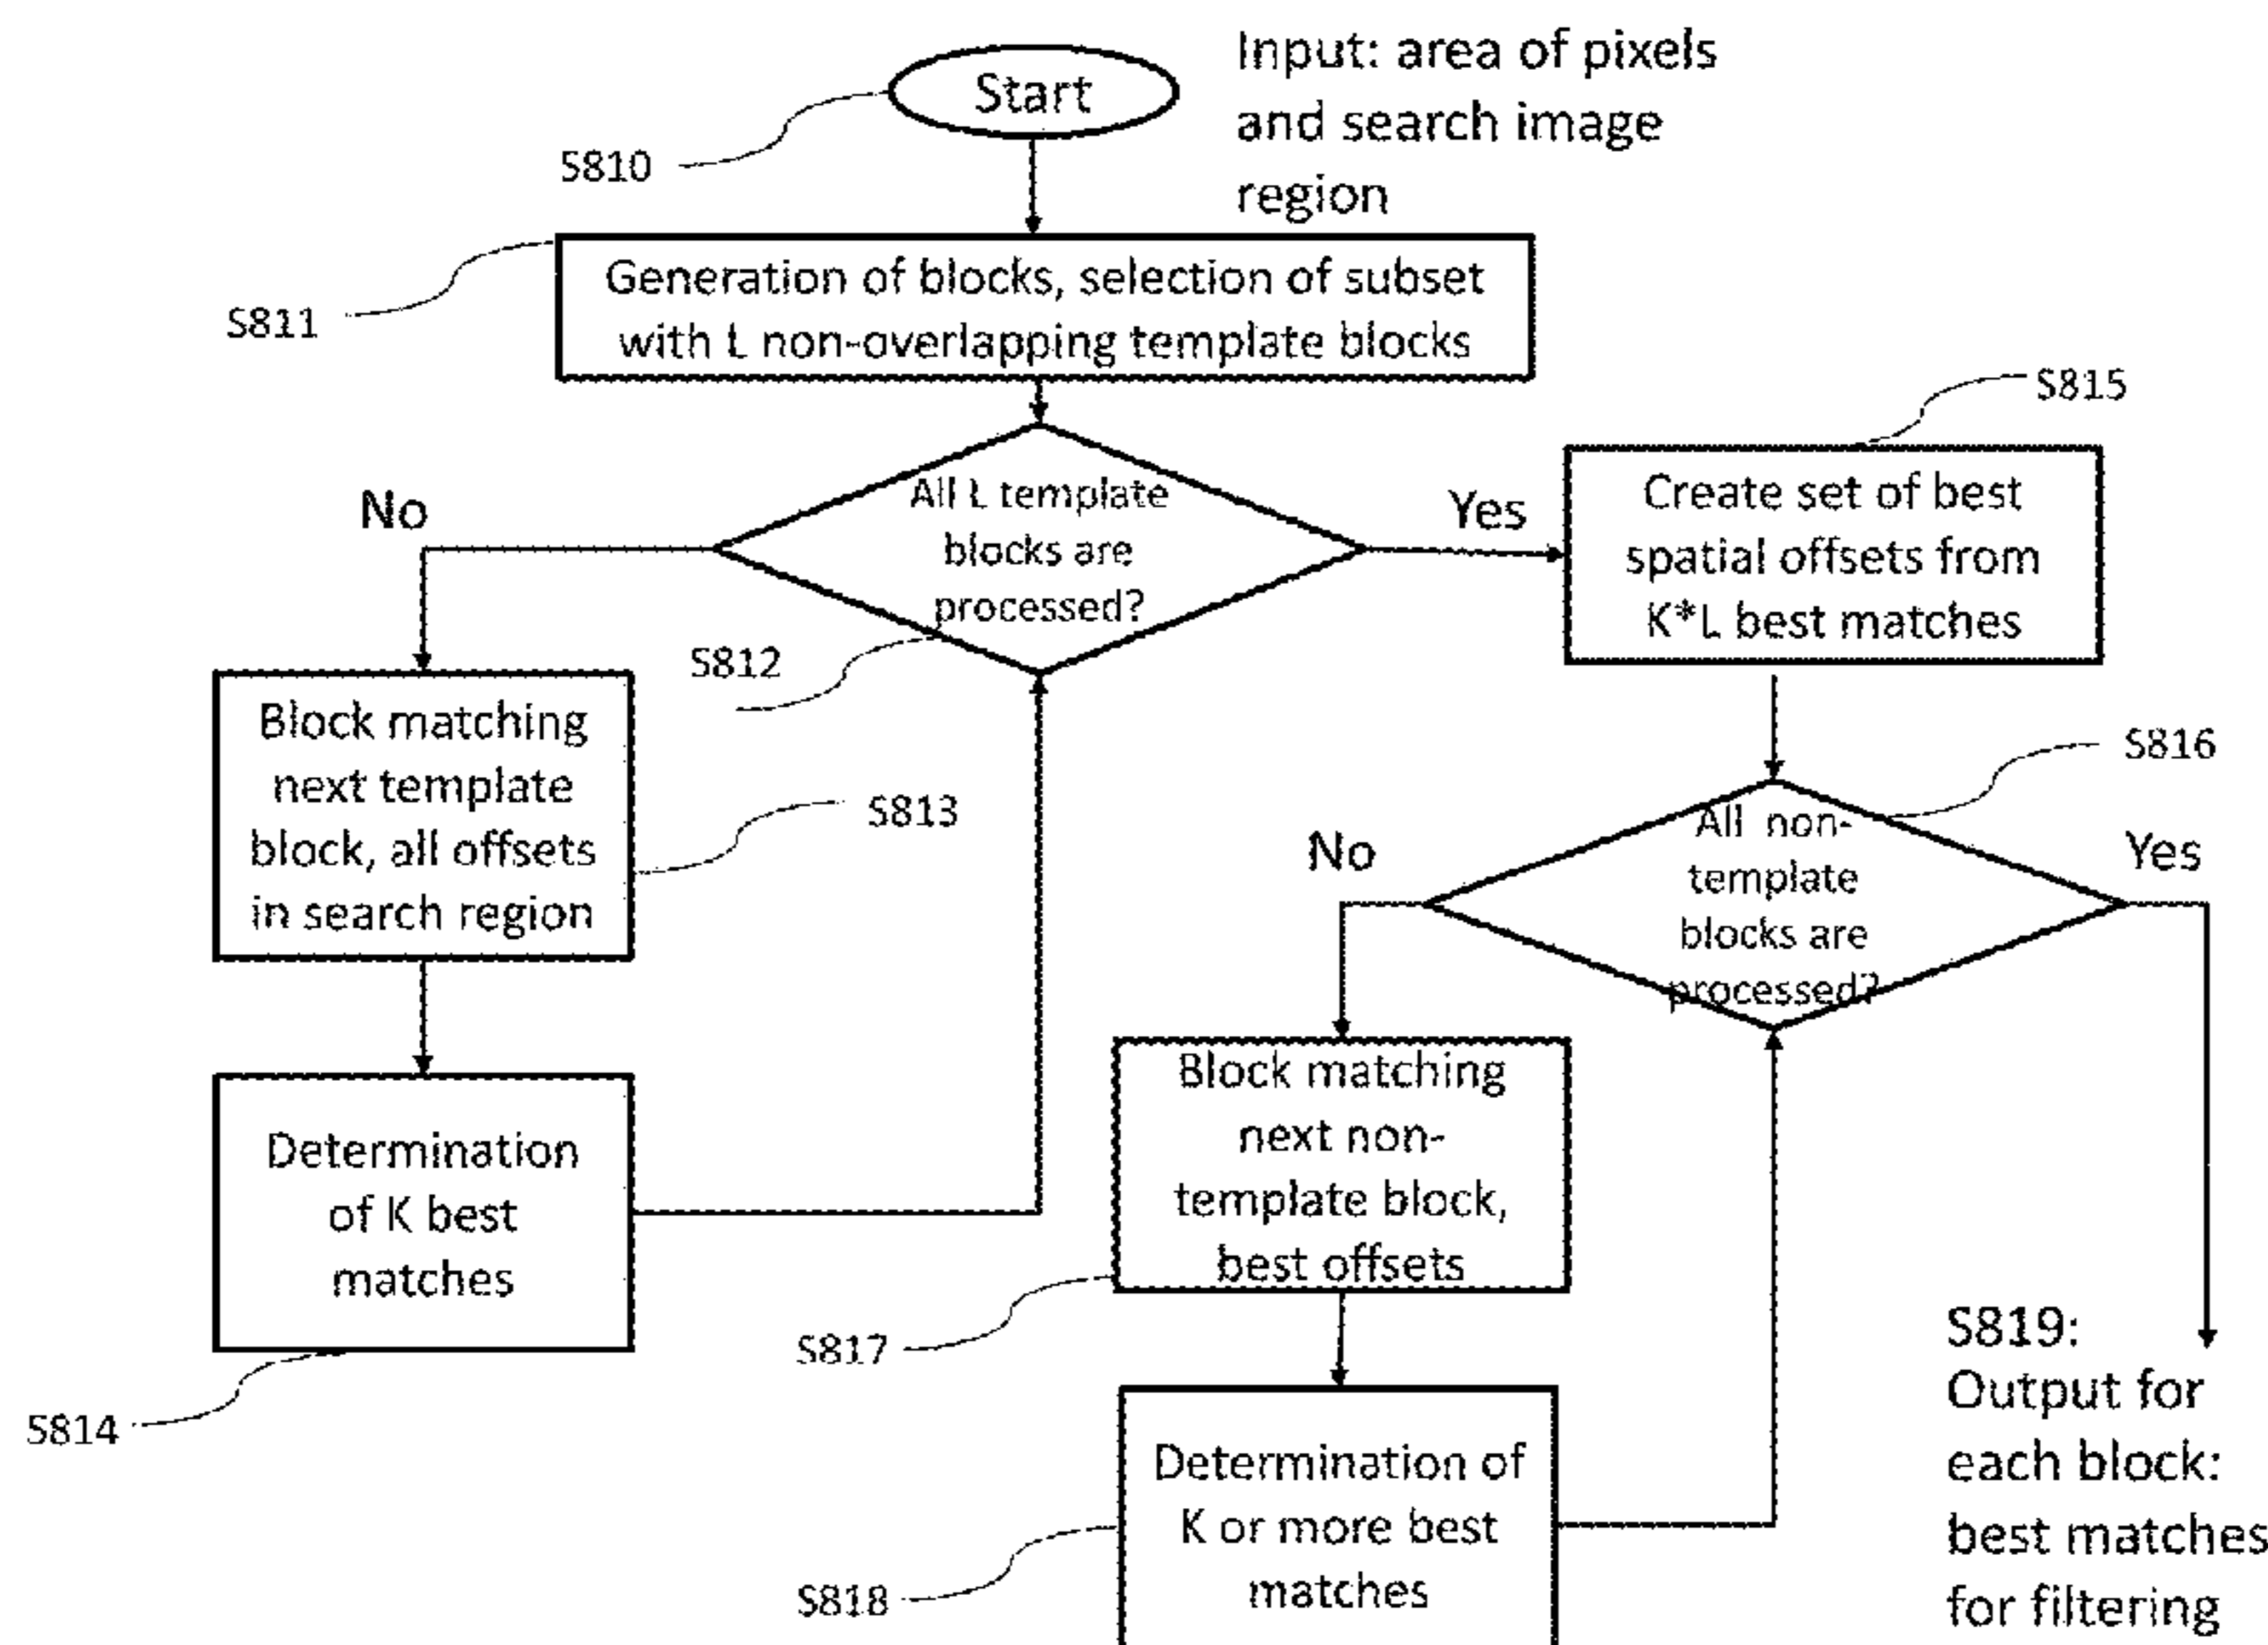 Start
Input: area of pixels
and search image
region
S810
Generation of blocks, selection of subset
with L non-overlapping template blocks
S811
All L template
blocks are
processed?
No
Yes
S812
Create set of best
spatial offsets from
K*L best matches
S815
Block matching
next template
block, all offsets
in search region
S813
Determination
of K best
matches
S814
All non-
template
blocks are
processed?
S816
No
Yes
Block matching
next non-
template block,
best offsets
S817
Determination of
K or more best
matches
S818
S819:
Output for
each block:
best matches
for filtering